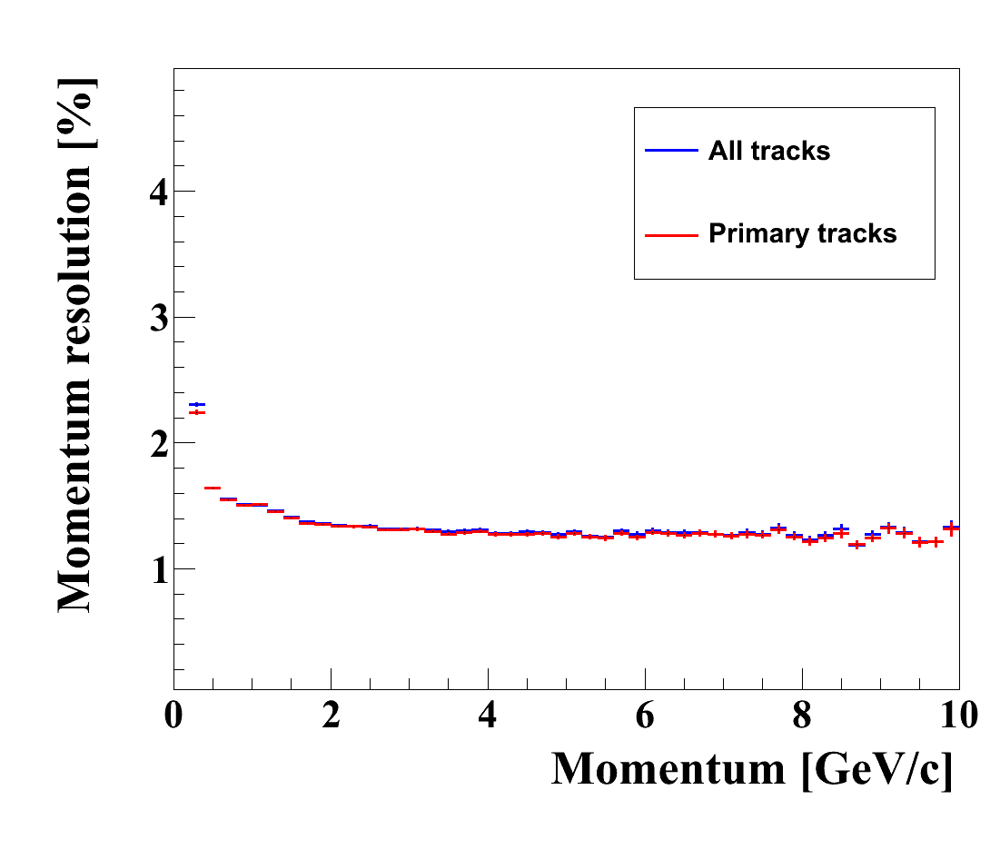 Momentum resolution [%]
4
3
2
1
All tracks
Primary tracks
0 2 4 6 8 10
Momentum [GeV/c]